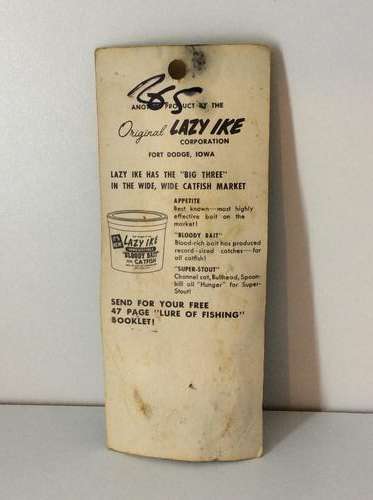 R65
ANOTHER PRODUCT OF THE
Original LAZY IKE
CORPORATION
FORT DODGE, IOWA
LAZY IKE HAS THE "BIG THREE"
IN THE WIDE, WIDE CATFISH MARKET
APPETITE
Best known—most highly
effective bait on the
market!
"BLOODY BAIT"
Blood-rich bait has produced
record-sized catches—for
all catfish!
"SUPER-STOUT"
Channel cat, Bullhead, Spoon-
bill all "Hunger" for Super-
Stout!
LAZY IKE
"BLOODY BAIT"
FOR CATFISH
SEND FOR YOUR FREE
47 PAGE "LURE OF FISHING"
BOOKLET!